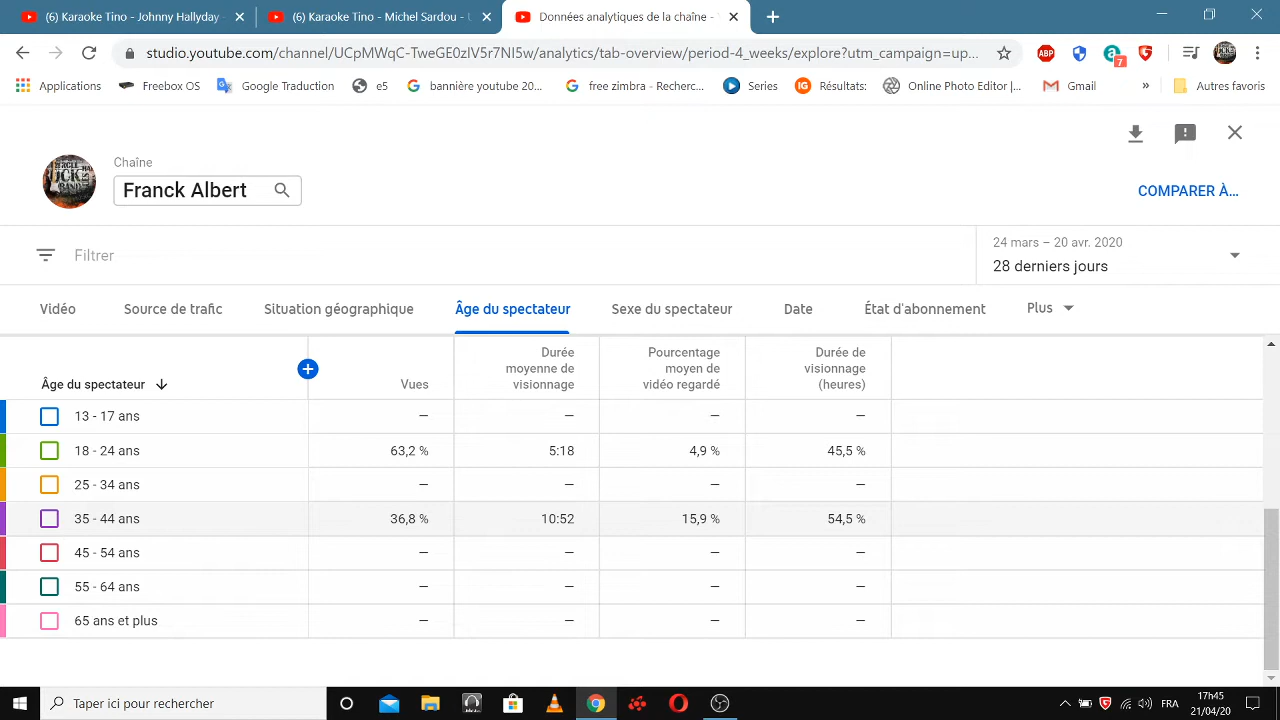 (6) Karaoke Tino - Johnny Hallyday -
(6) Karaoke Tino - Michel Sardou - L
Données analytiques de la chaîne -
studio.youtube.com/channel/UCpMWqC-TweGE0zIV5r7NI5w/analytics/tab-overview/period-4_weeks/explore?utm_campaign=up...
ABP
7
Applications
Freebox OS
Google Traduction
e5
bannière youtube 20...
free zimbra - Recherc...
Series
IG Résultats:
Online Photo Editor |...
Gmail
»
Autres favoris
Chaîne
Franck Albert
COMPARER À...
Filtrer
24 mars – 20 avr. 2020
28 derniers jours
Vidéo Source de trafic Situation géographique Âge du spectateur Sexe du spectateur Date État d'abonnement Plus
Âge du spectateur
Vues
Durée moyenne de visionnage
Pourcentage moyen de vidéo regardé
Durée de visionnage (heures)
13 - 17 ans — — — —
18 - 24 ans 63,2 % 5:18 4,9 % 45,5 %
25 - 34 ans — — — —
35 - 44 ans 36,8 % 10:52 15,9 % 54,5 %
45 - 54 ans — — — —
55 - 64 ans — — — —
65 ans et plus — — — —
Taper ici pour rechercher
FRA
17:45
21/04/20